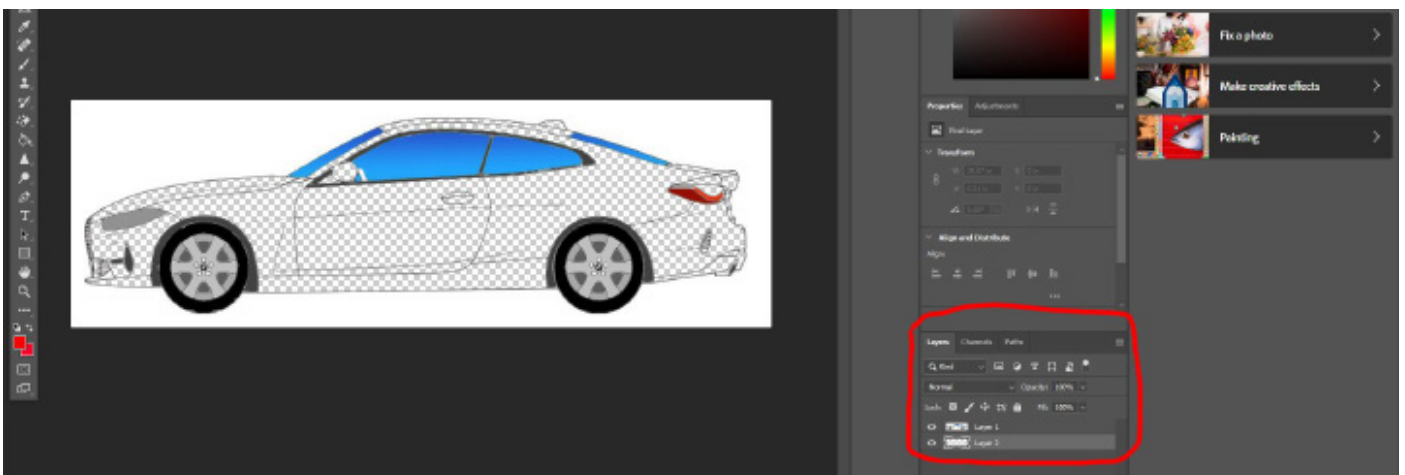 Fix a photo
Make creative effects
Painting
Properties Adjustments
Pixel Layer
Transform
Align and Distribute
Align:
Layers Channels Paths
Kind
Normal Opacity: 100%
Lock: Fill: 100%
Layer 1
Layer 2